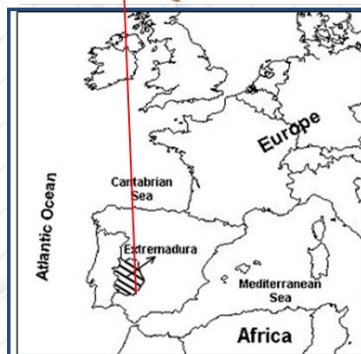 Europe
Cantabrian
Sea
Atlantic Ocean
Extremadura
Mediterranean
Sea
Africa